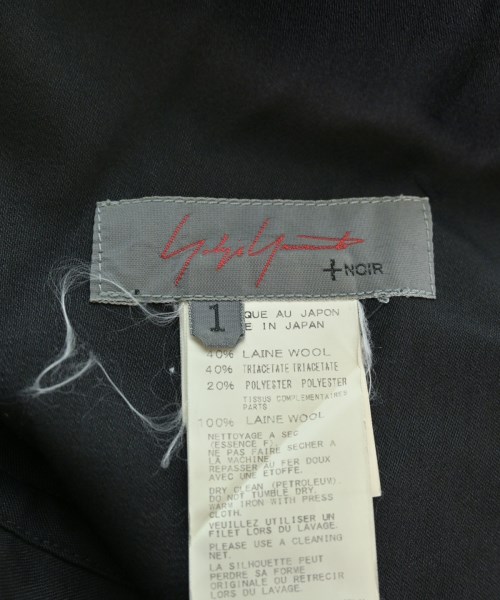 Yohji Yamamoto
+NOIR
1
QUE AU JAPON
E IN JAPAN
40% LAINE WOOL
40% TRIACETATE TRIACETATE
20% POLYESTER POLYESTER
TISSUS COMPLEMENTAIRE
PARTS
100% LAINE WOOL
NETTOYAGE A SEC
(ESSENCE F).
NE PAS FAIRE SECHER A
LA MACHINE.
REPASSER AU FER DOUX
AVEC UNE ETOFFE.
DRY CLEAN (PETROLEUM).
DO NOT TUMBLE DRY.
WARM IRON WITH PRESS
CLOTH.
VEUILLEZ UTILISER UN
FILET LORS DU LAVAGE.
PLEASE USE A CLEANING
NET.
LA SILHOUETTE PEUT
PERDRE SA FORME
ORIGINALE OU RETRECIR
LORS DU LAVAGE.